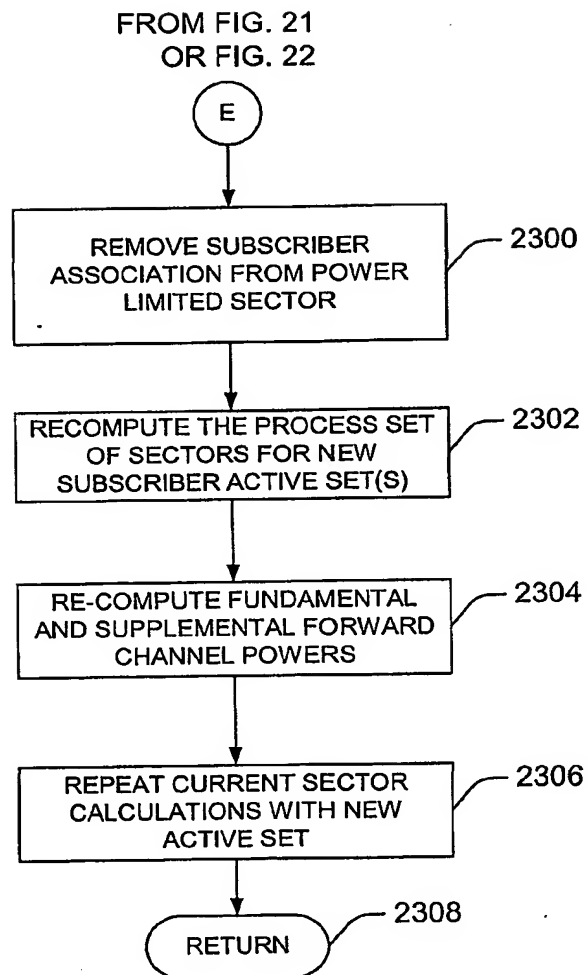 FROM FIG. 21
OR FIG. 22
E
REMOVE SUBSCRIBER
ASSOCIATION FROM POWER
LIMITED SECTOR
2300
RECOMPUTE THE PROCESS SET
OF SECTORS FOR NEW
SUBSCRIBER ACTIVE SET(S)
2302
RE-COMPUTE FUNDAMENTAL
AND SUPPLEMENTAL FORWARD
CHANNEL POWERS
2304
REPEAT CURRENT SECTOR
CALCULATIONS WITH NEW
ACTIVE SET
2306
RETURN
2308